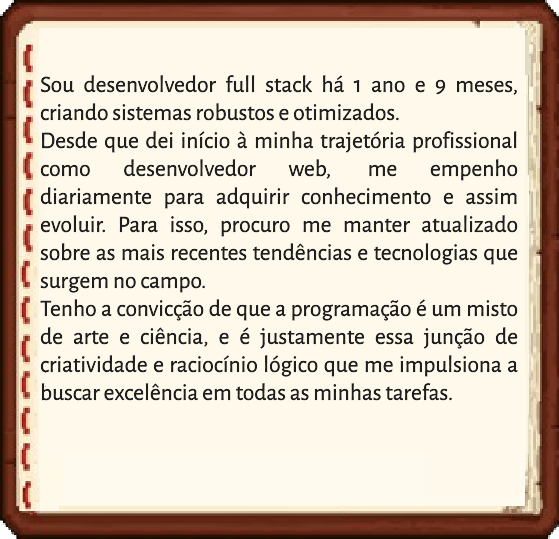 Sou desenvolvedor full stack há 1 ano e 9 meses,
criando sistemas robustos e otimizados.
Desde que dei início à minha trajetória profissional
como desenvolvedor web, me empenho
diariamente para adquirir conhecimento e assim
evoluir. Para isso, procuro me manter atualizado
sobre as mais recentes tendências e tecnologias que
surgem no campo.
Tenho a convicção de que a programação é um misto
de arte e ciência, e é justamente essa junção de
criatividade e raciocínio lógico que me impulsiona a
buscar excelência em todas as minhas tarefas.